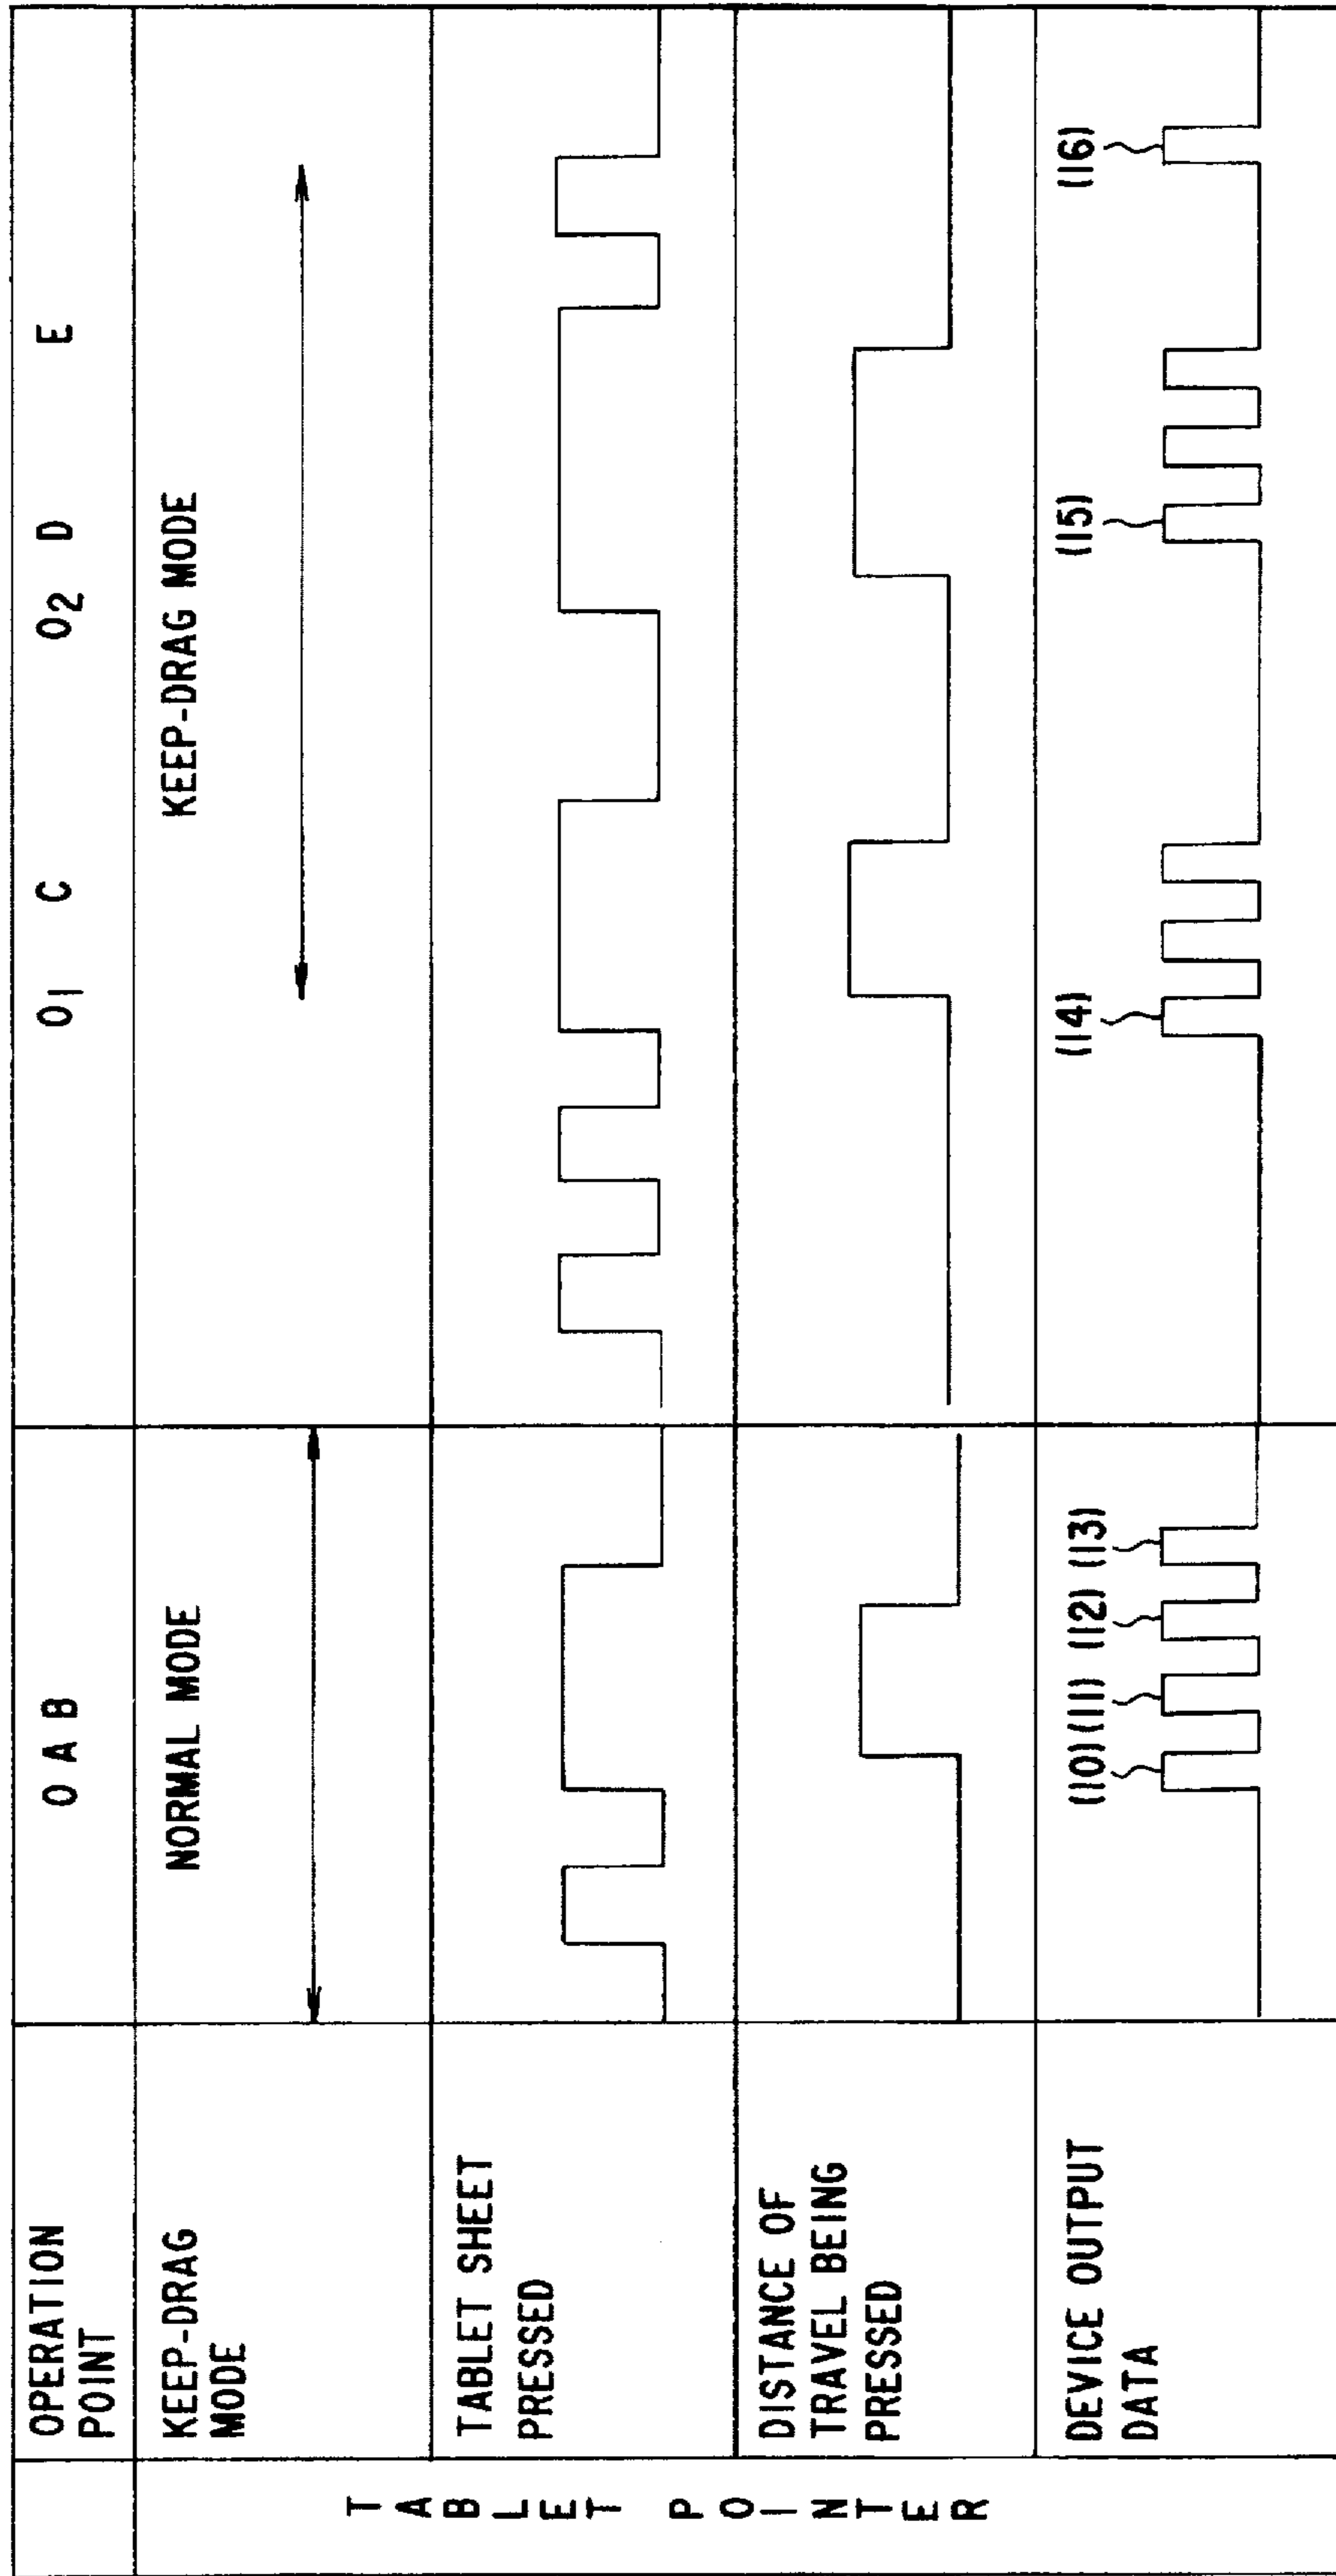 OPERATION
POINT
O A B
O1 C O2 D E
TABLET POINTER
KEEP-DRAG
MODE
NORMAL MODE
KEEP-DRAG MODE
TABLET SHEET
PRESSED
DISTANCE OF
TRAVEL BEING
PRESSED
DEVICE OUTPUT
DATA
(10) (11) (12) (13)
(14)
(15)
(16)